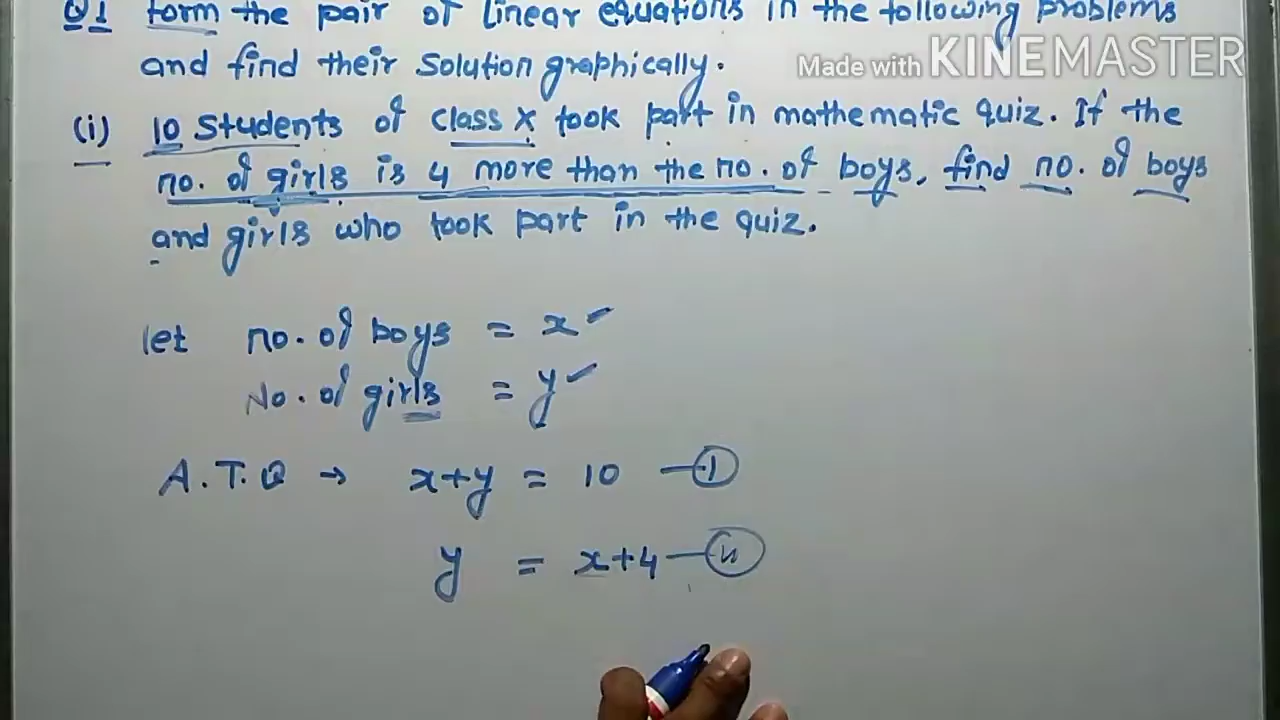 Q1 form the pair of linear equations in the following problems
Made with KINEMASTER
and find their solution graphically.
(i) 10 students of class X took part in mathematic quiz. If the
no. of girls is 4 more than the no. of boys, find no. of boys
and girls who took part in the quiz.
let no. of boys = x
No. of girls = y
A.T.Q → x+y = 10 —(i)
y = x+4 —(ii)